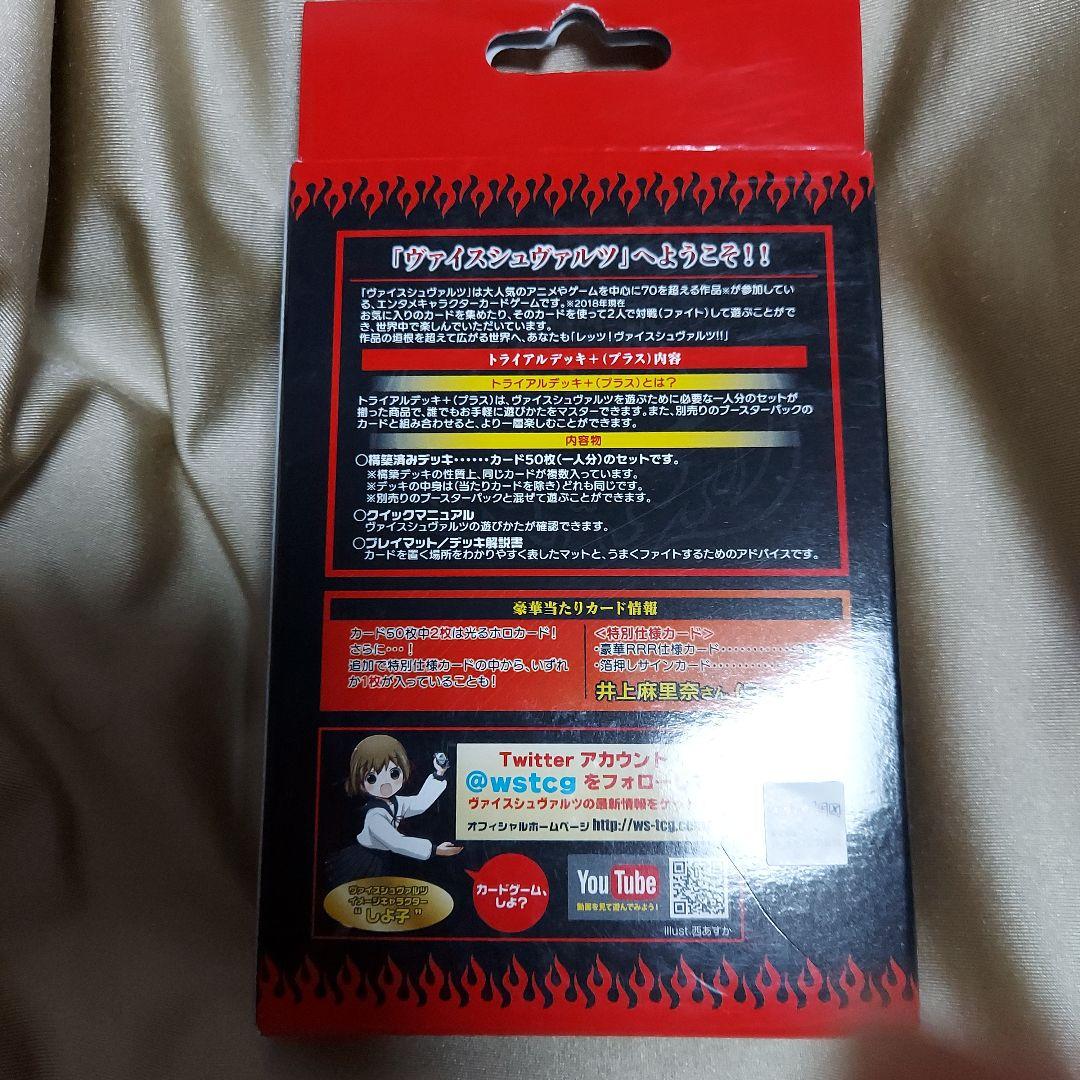 「ヴァイスシュヴァルツ」へようこそ！！
「ヴァイスシュヴァルツ」は大人気のアニメやゲームを中心に70を超える作品※が参加してい
る、エンタメキャラクターカードゲームです。※2018年現在
お気に入りのカードを集めたり、そのカードを使って2人で対戦（ファイト）して遊ぶことがで
き、世界中で楽しんでいただいています。
作品の垣根を超えて広がる世界へ、あなたも「レッツ！ヴァイスシュヴァルツ!!」
トライアルデッキ＋（プラス）内容
トライアルデッキ＋（プラス）とは？
トライアルデッキ＋（プラス）は、ヴァイスシュヴァルツを遊ぶために必要な一人分のセットが
揃った商品で、誰でもお手軽に遊びかたをマスターできます。また、別売りのブースターパックの
カードと組み合わせると、より一層楽しむことができます。
内容物
○構築済みデッキ・・・・・・カード50枚（一人分）のセットです。
※構築デッキの性質上、同じカードが複数入っています。
※デッキの中身は（当たりカードを除き）どれも同じです。
※別売りのブースターパックと混ぜて遊ぶことができます。
○クイックマニュアル
ヴァイスシュヴァルツの遊びかたが確認できます。
○プレイマット／デッキ解説書
カードを置く場所をわかりやすく表したマットと、うまくファイトするためのアドバイスです。
豪華当たりカード情報
カード50枚中2枚は光るホロカード！
さらに・・・！
追加で特別仕様カードの中から、いずれ
か1枚が入っていることも！
＜特別仕様カード＞
・豪華RRR仕様カード・・・・・・・・・・・・
・箔押しサインカード・・・・・・・・・・
井上麻里奈さん
Twitter アカウント
@wstcg をフォロー
ヴァイスシュヴァルツの最新情報をゲット
オフィシャルホームページ http://ws-tcg.com
ヴァイスシュヴァルツ
イメージキャラクター
“しよ子”
カードゲーム、
しよ？
YouTube
動画を見て遊んでみよう！
illust.西あすか